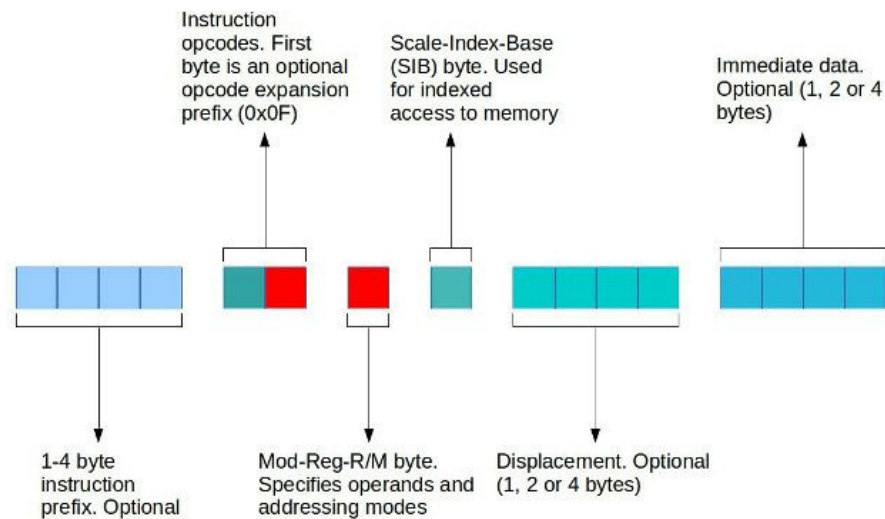 Instruction
opcodes. First
byte is an optional
opcode expansion
prefix (0x0F)
Scale-Index-Base
(SIB) byte. Used
for indexed
access to memory
Immediate data.
Optional (1, 2 or 4
bytes)
1-4 byte
instruction
prefix. Optional
Mod-Reg-R/M byte.
Specifies operands and
addressing modes
Displacement. Optional
(1, 2 or 4 bytes)